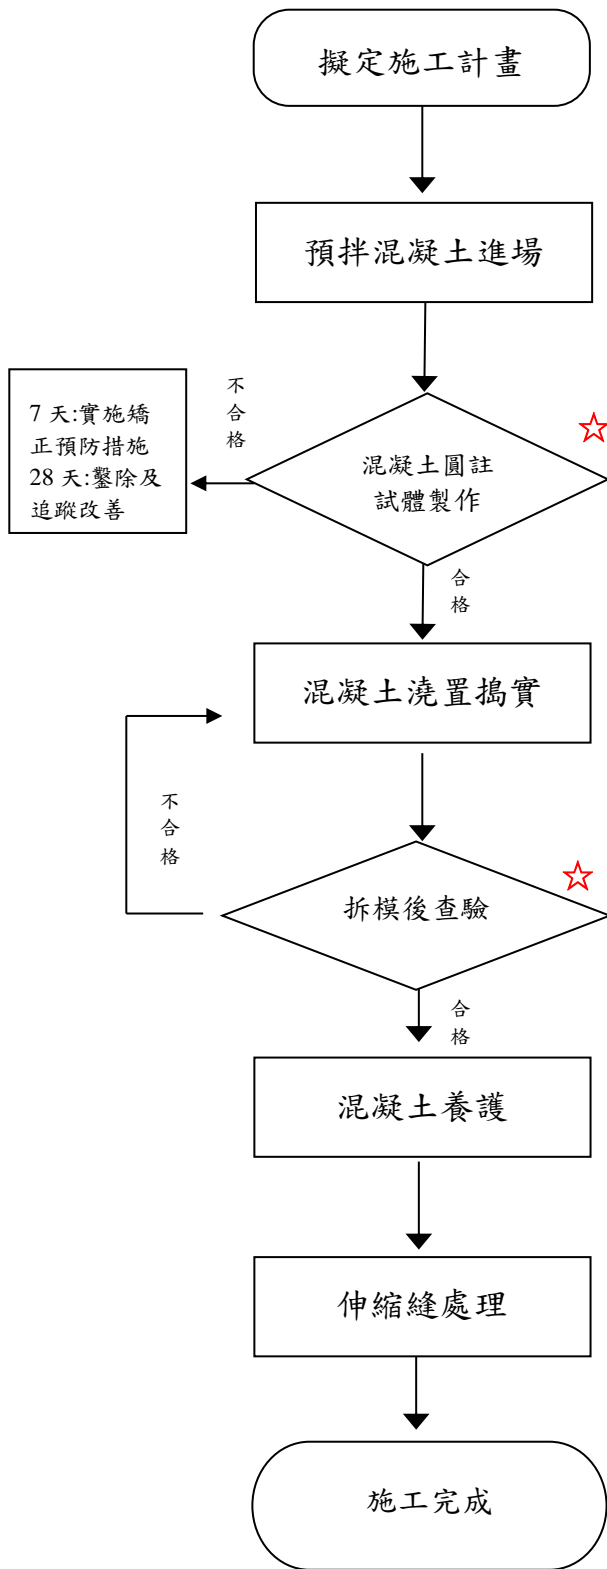 擬定施工計畫
預拌混凝土進場
不
合
格
7 天:實施矯
正預防措施
28 天:鑿除及
追蹤改善
混凝土圓註
試體製作
合
格
混凝土澆置搗實
不
合
格
拆模後查驗
合
格
混凝土養護
伸縮縫處理
施工完成